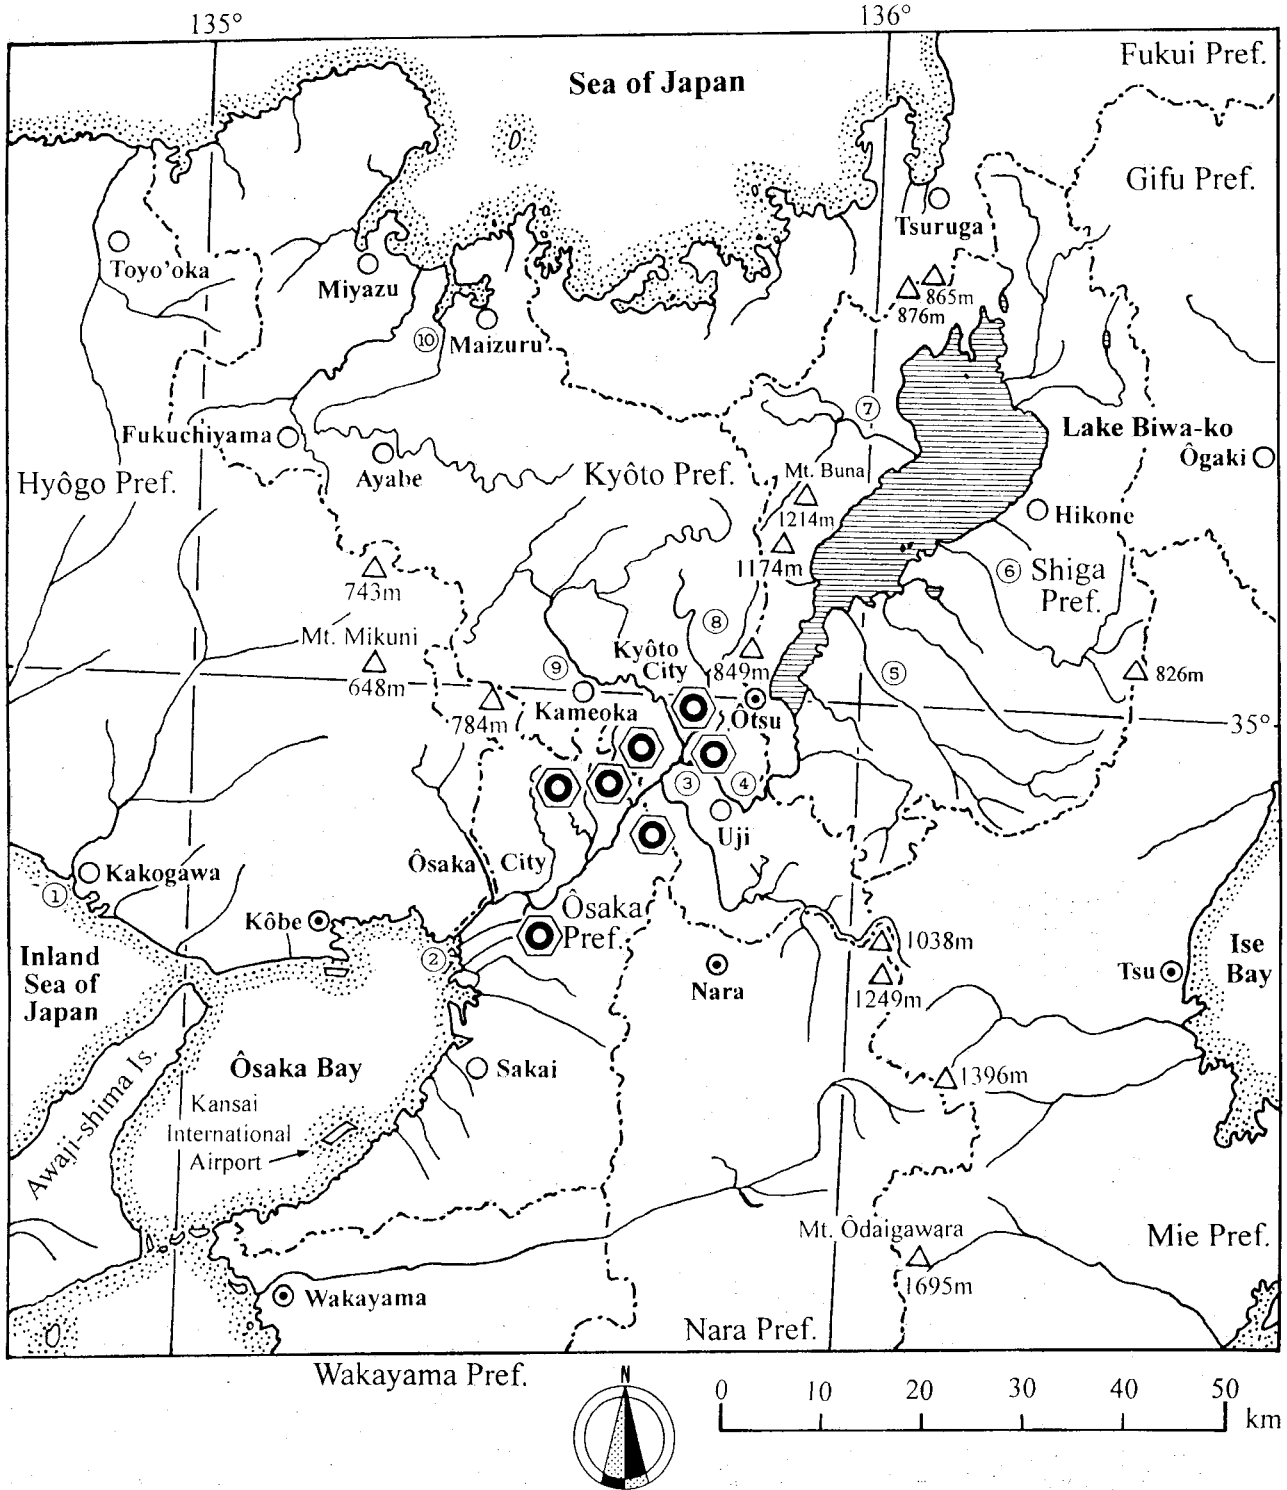 135°
136°
Fukui Pref.
Sea of Japan
Gifu Pref.
Tsuruga
Toyo'oka
Miyazu
865m
876m
⑩ Maizuru
⑦
Lake Biwa-ko
Fukuchiyama
Ôgaki
Ayabe
Kyôto Pref.
Mt. Buna
Hyôgo Pref.
1214m
Hikone
1174m
⑥ Shiga
Pref.
743m
⑧
Mt. Mikuni
Kyôto
City
⑨
849m
648m
⑤
826m
Kameoka
Ôtsu
784m
35°
③
④
Uji
Ôsaka City
Kakogawa
①
Kôbe
Ôsaka
Pref.
1038m
Inland
Sea of
Japan
②
Ise
Bay
Nara
1249m
Tsu
Awaji-shima Is.
Ôsaka Bay
Sakai
1396m
Kansai
International
Airport
Mt. Ôdaigawara
Mie Pref.
1695m
Wakayama
Nara Pref.
Wakayama Pref.
N
0 10 20 30 40 50
km